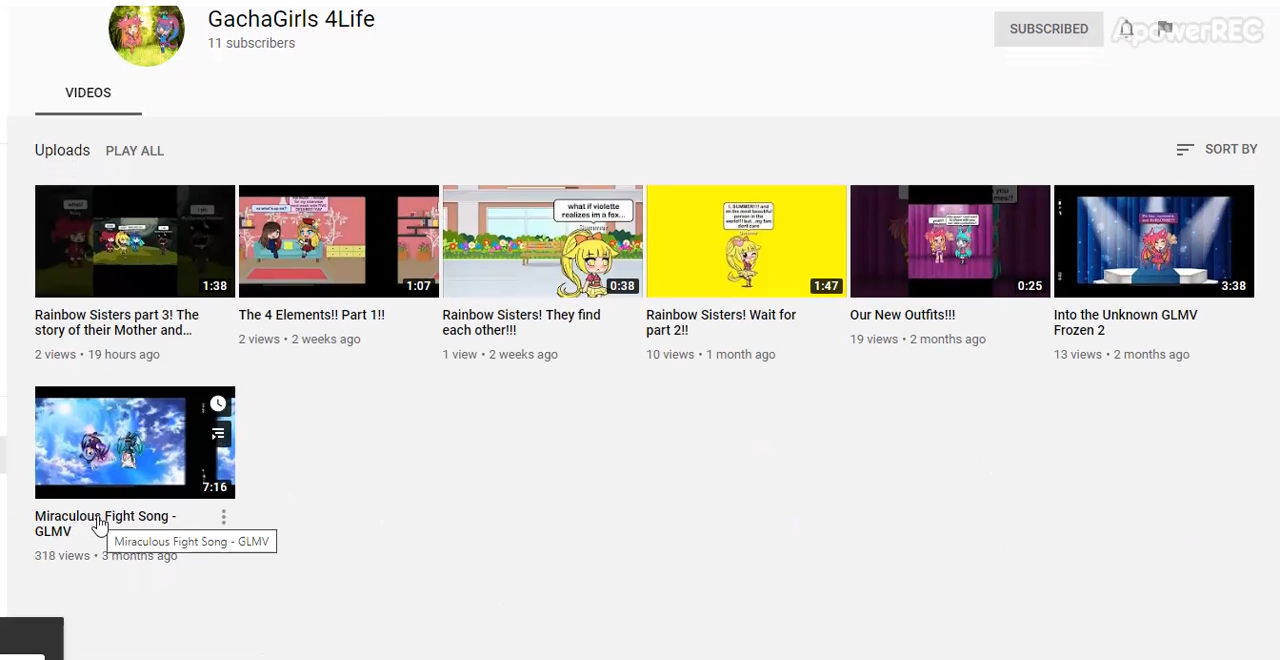 GachaGirls 4Life
11 subscribers
SUBSCRIBED
ApowerREC
VIDEOS
Uploads PLAY ALL
SORT BY
what if violette
realizes im a fox...
1:38
1:07
0:38
1:47
0:25
3:38
Rainbow Sisters part 3! The
story of their Mother and...
2 views • 19 hours ago
The 4 Elements!! Part 1!!
2 views • 2 weeks ago
Rainbow Sisters! They find
each other!!!
1 view • 2 weeks ago
Rainbow Sisters! Wait for
part 2!!
10 views • 1 month ago
Our New Outfits!!!
19 views • 2 months ago
Into the Unknown GLMV
Frozen 2
13 views • 2 months ago
7:16
Miraculous Fight Song -
GLMV
Miraculous Fight Song - GLMV
318 views • 3 months ago